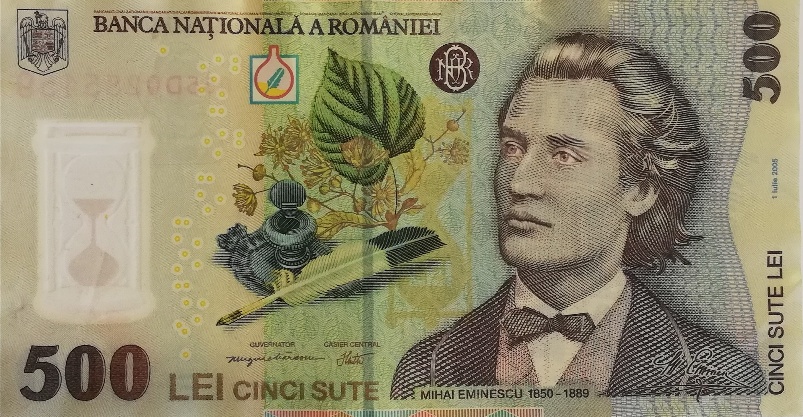 BANCA NAȚIONALĂ A ROMÂNIEI
500
1 iulie 2005
GUVERNATOR CASIER CENTRAL
500 LEI CINCI SUTE
MIHAI EMINESCU 1850 - 1889
CINCI SUTE LEI